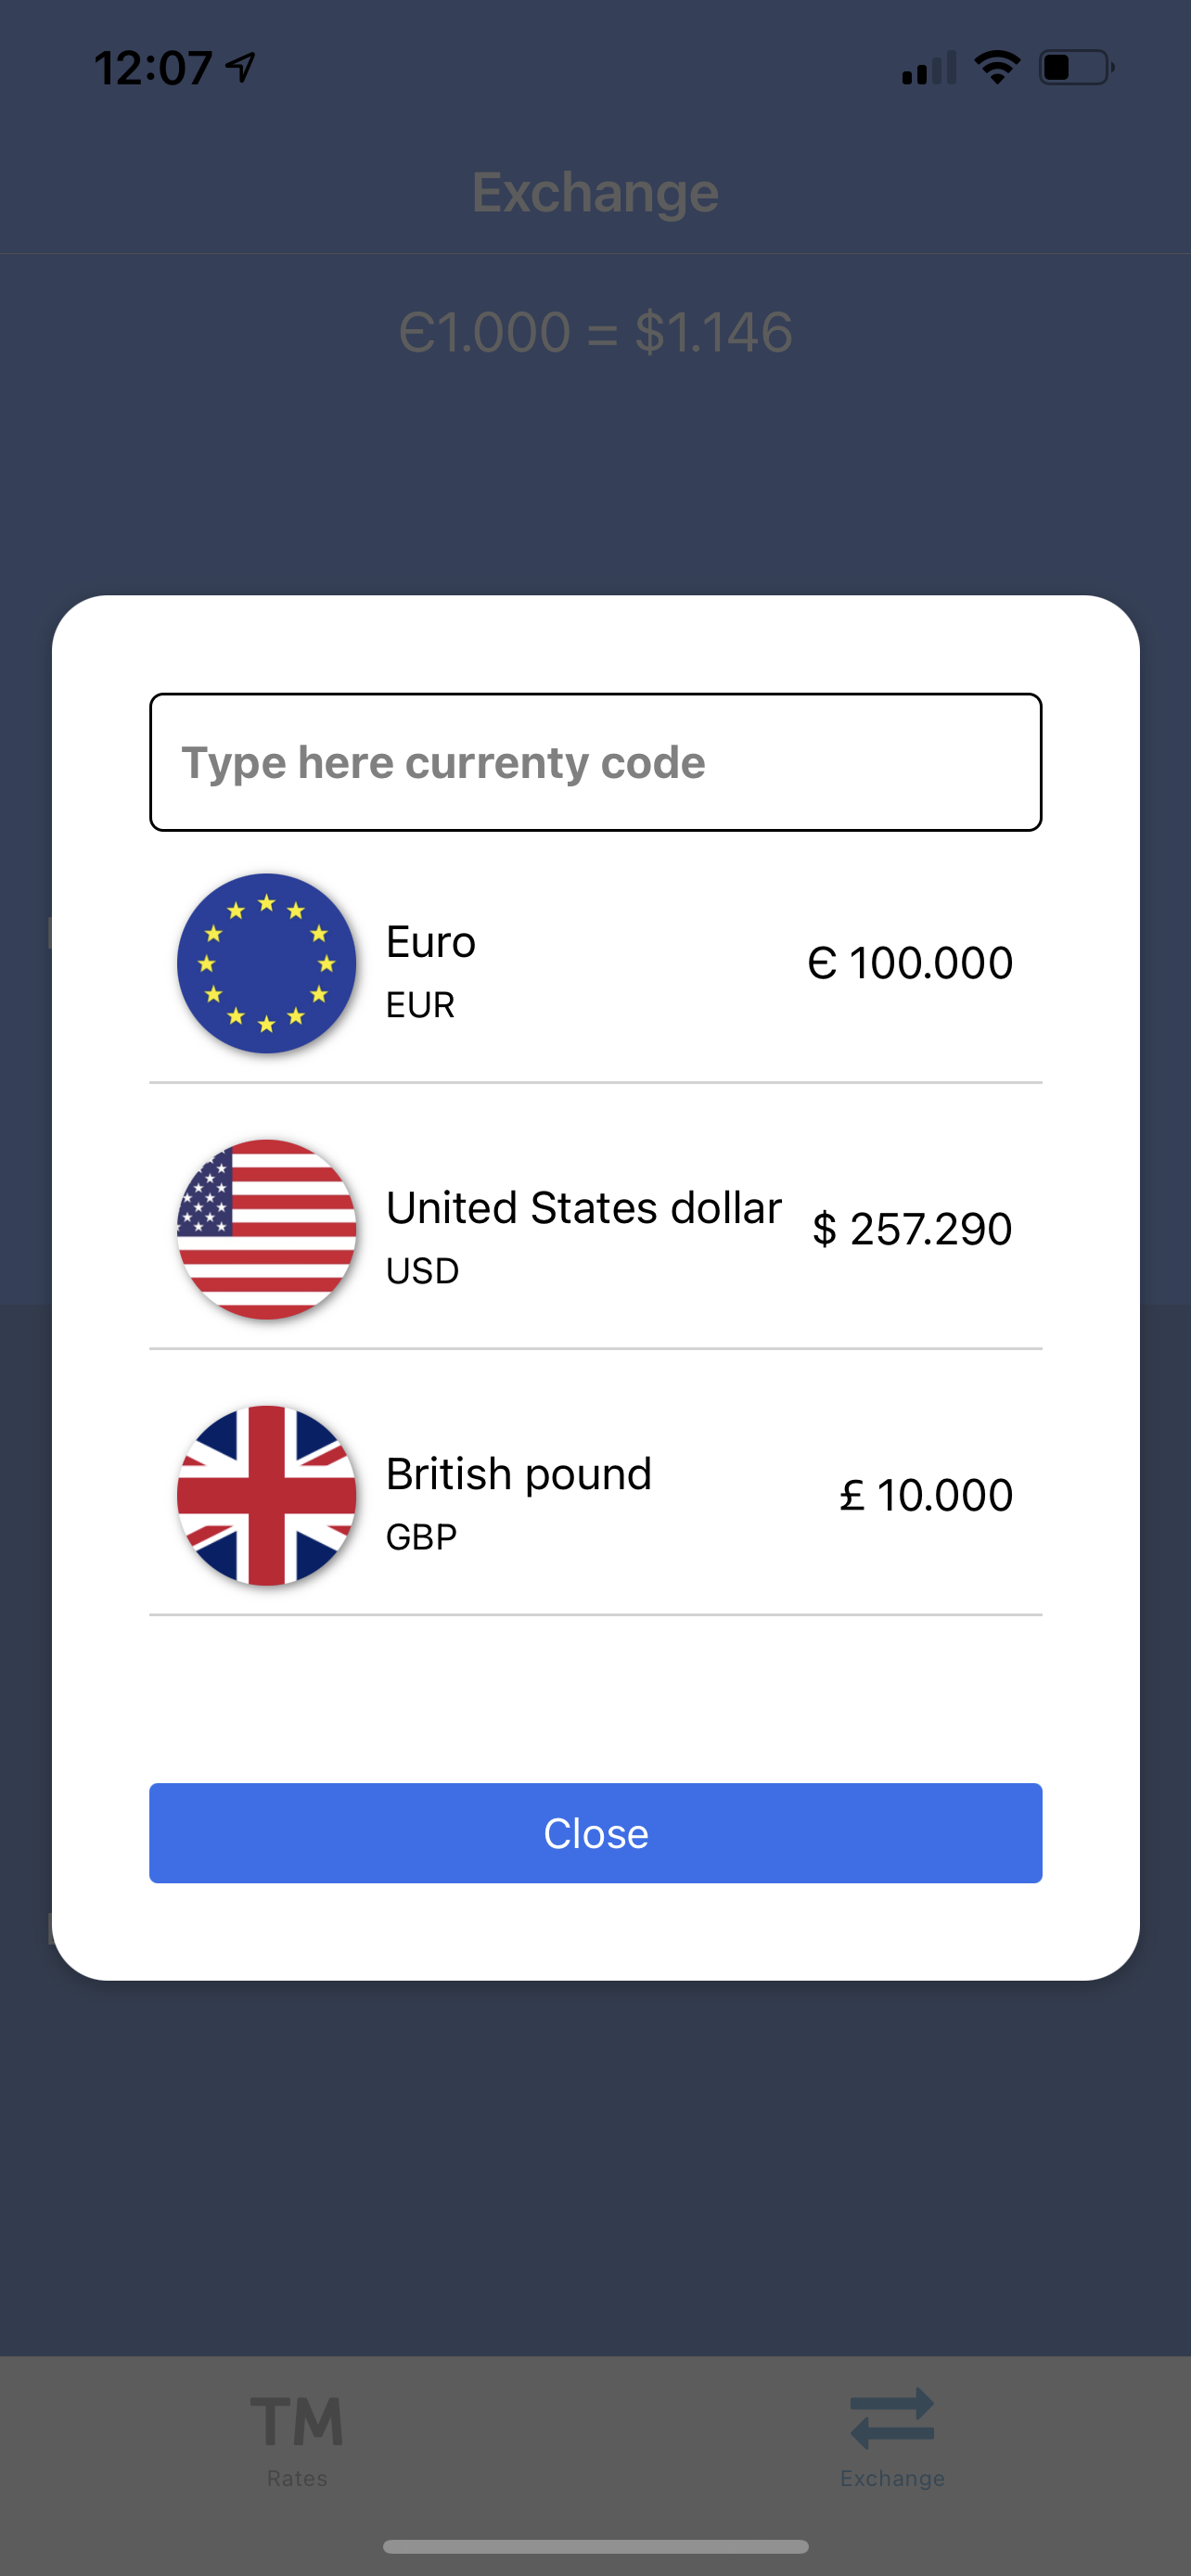 12:07
Exchange
Є1.000 = $1.146
Type here currenty code
Euro
EUR
Є 100.000
United States dollar
USD
$ 257.290
British pound
GBP
£ 10.000
Close
TM
Rates
Exchange